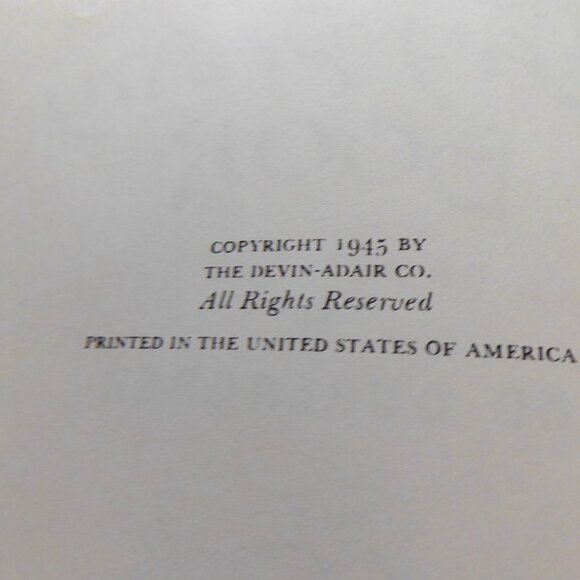 COPYRIGHT 1945 BY
THE DEVIN-ADAIR CO.
All Rights Reserved
PRINTED IN THE UNITED STATES OF AMERICA